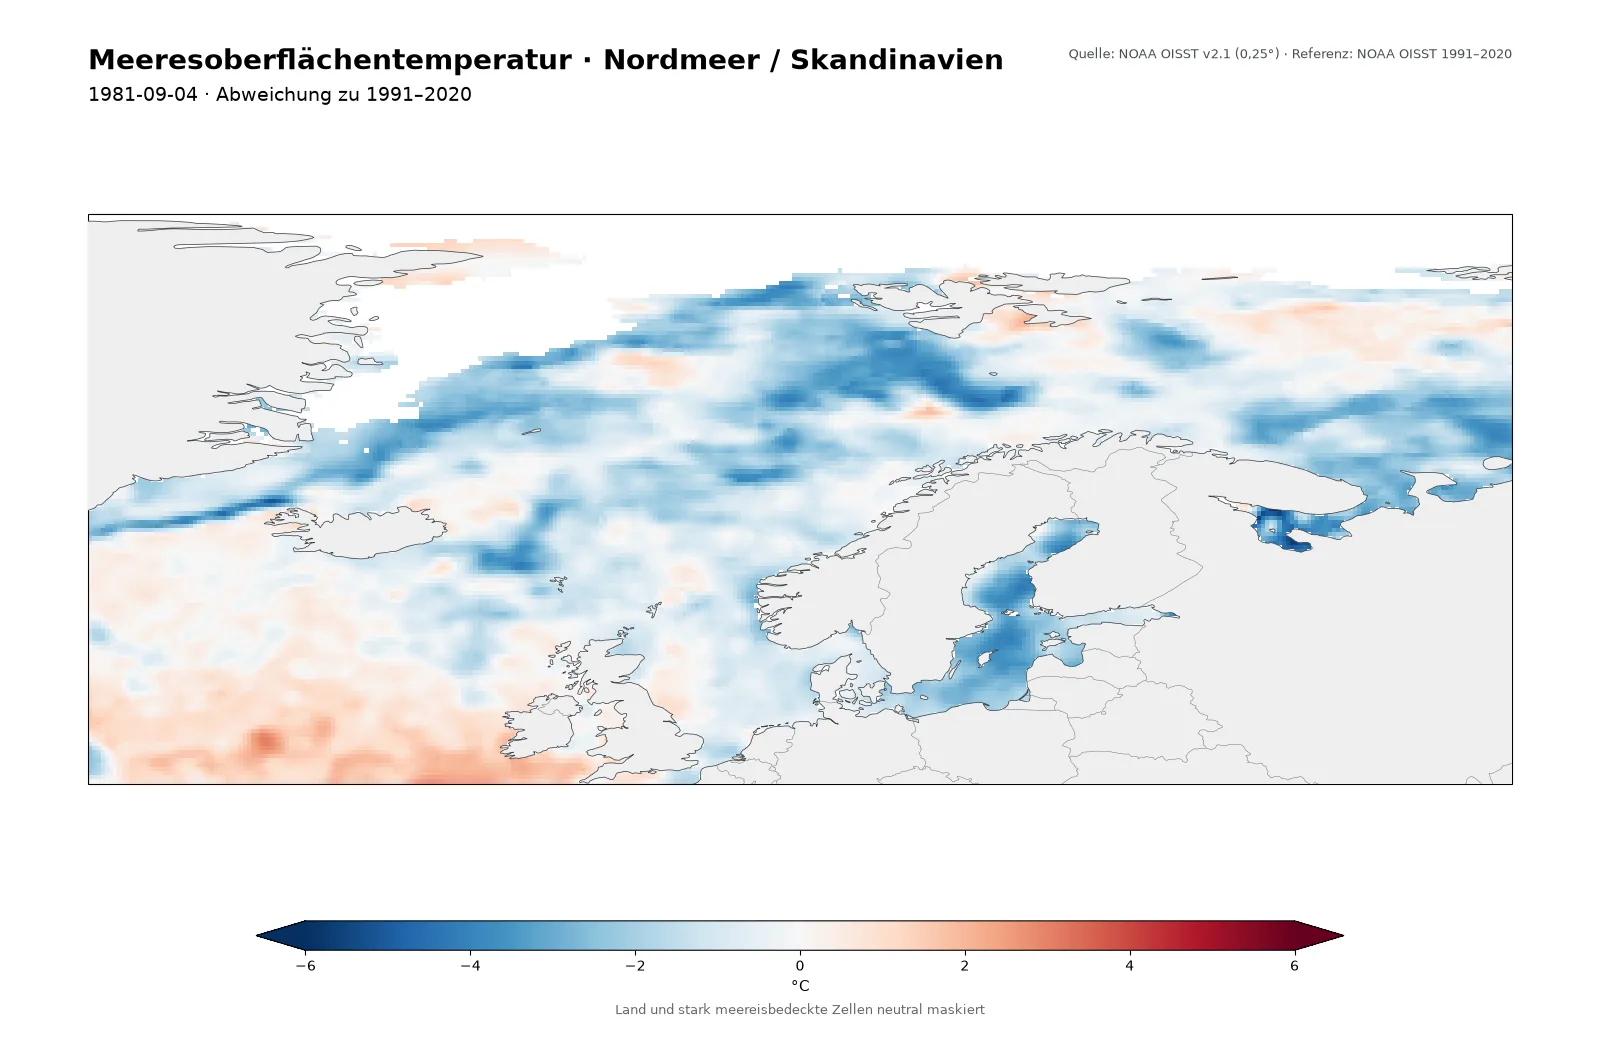 Meeresoberflächentemperatur · Nordmeer / Skandinavien
Quelle: NOAA OISST v2.1 (0,25°) · Referenz: NOAA OISST 1991–2020
1981-09-04 · Abweichung zu 1991–2020
−6 −4 −2 0 2 4 6
°C
Land und stark meereisbedeckte Zellen neutral maskiert